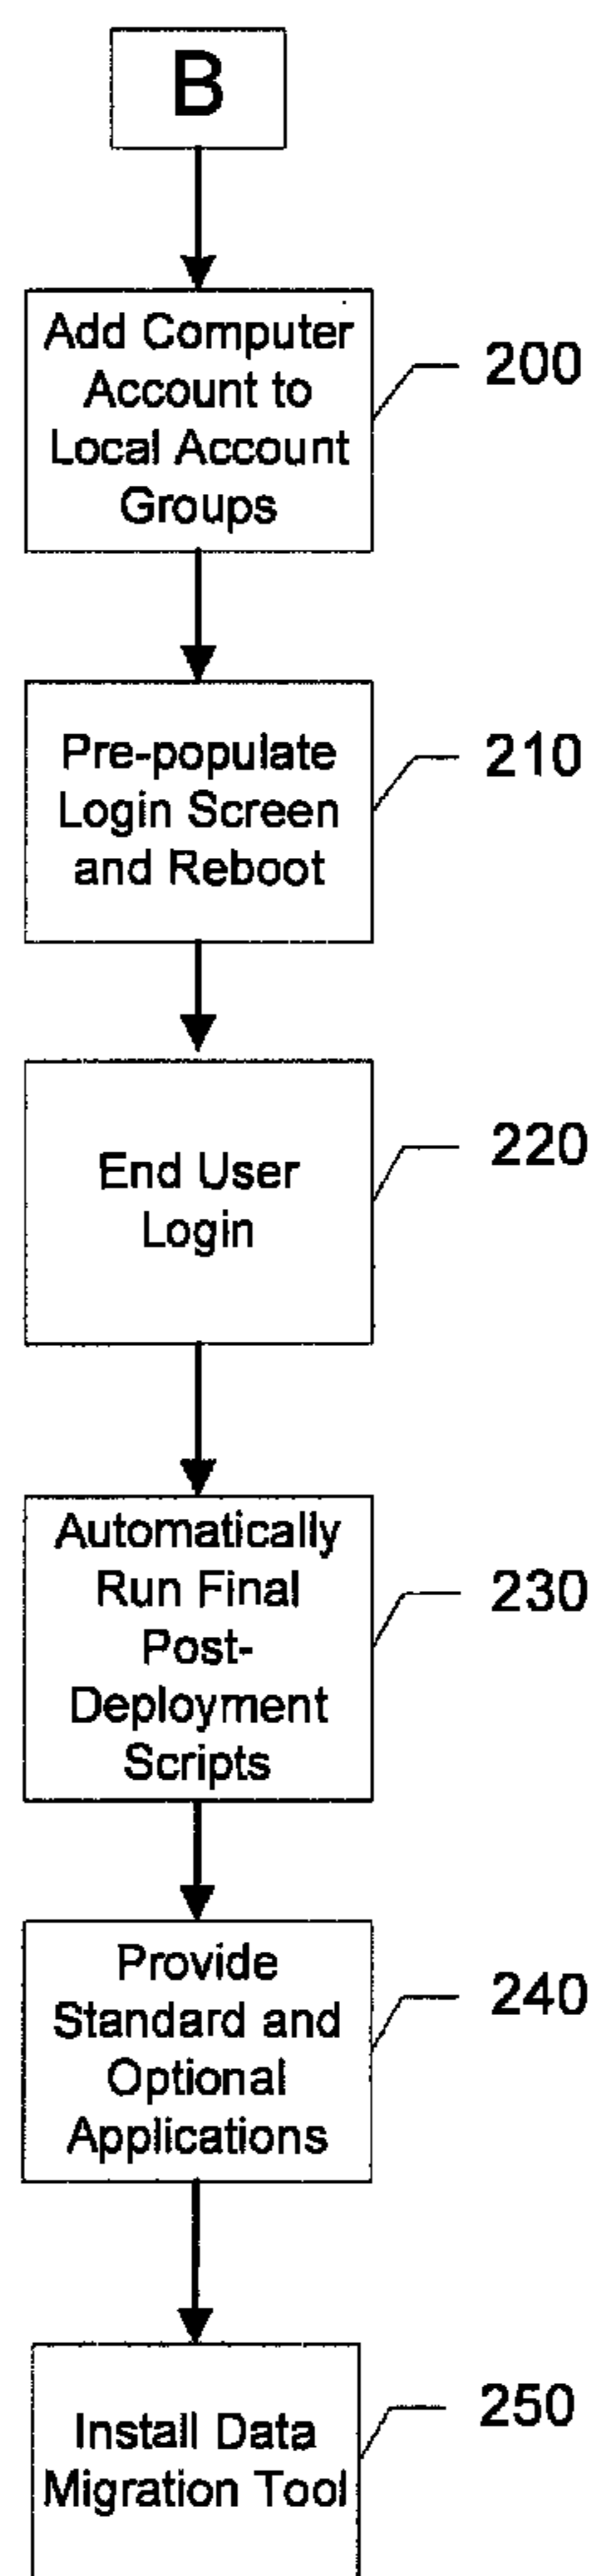 B
Add Computer
Account to
Local Account
Groups
200
Pre-populate
Login Screen
and Reboot
210
End User
Login
220
Automatically
Run Final
Post-
Deployment
Scripts
230
Provide
Standard and
Optional
Applications
240
Install Data
Migration Tool
250